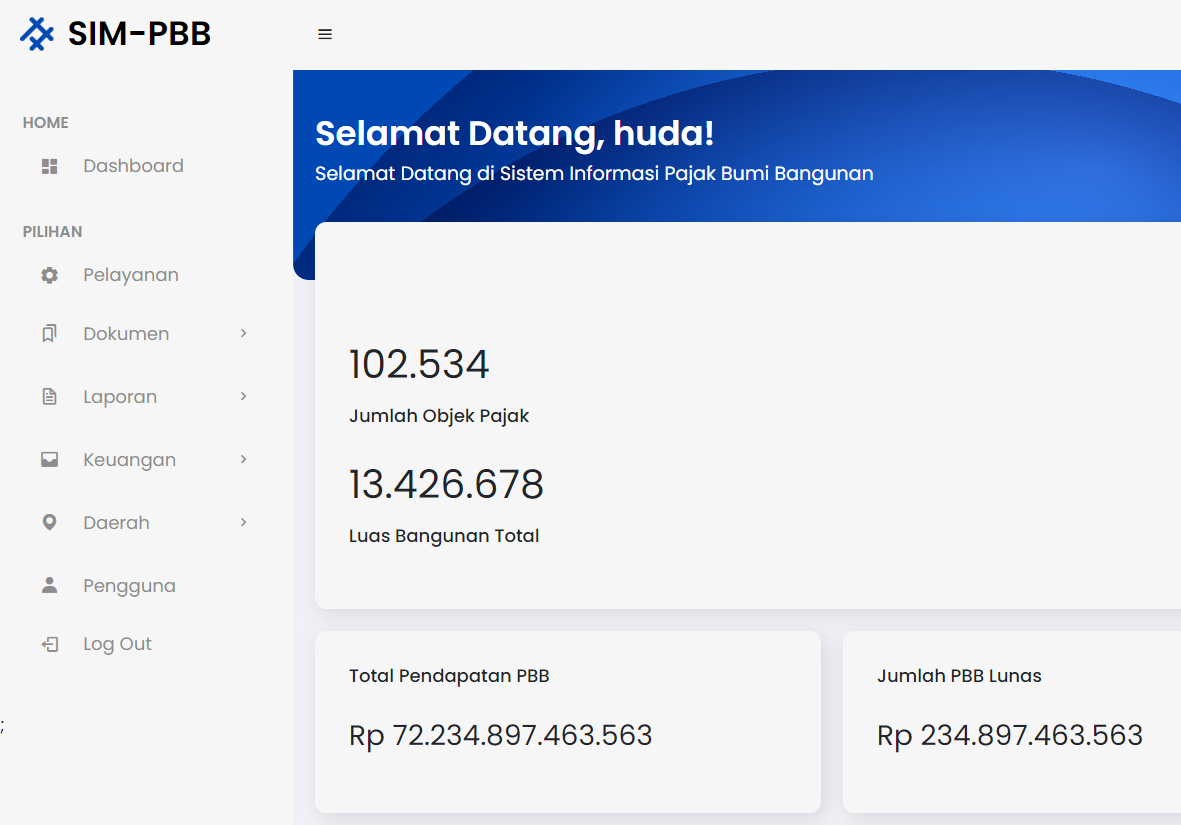 SIM-PBB
HOME
Dashboard
PILIHAN
Pelayanan
Dokumen
Laporan
Keuangan
Daerah
Pengguna
Log Out
;
Selamat Datang, huda!
Selamat Datang di Sistem Informasi Pajak Bumi Bangunan
102.534
Jumlah Objek Pajak
13.426.678
Luas Bangunan Total
Total Pendapatan PBB
Rp 72.234.897.463.563
Jumlah PBB Lunas
Rp 234.897.463.563